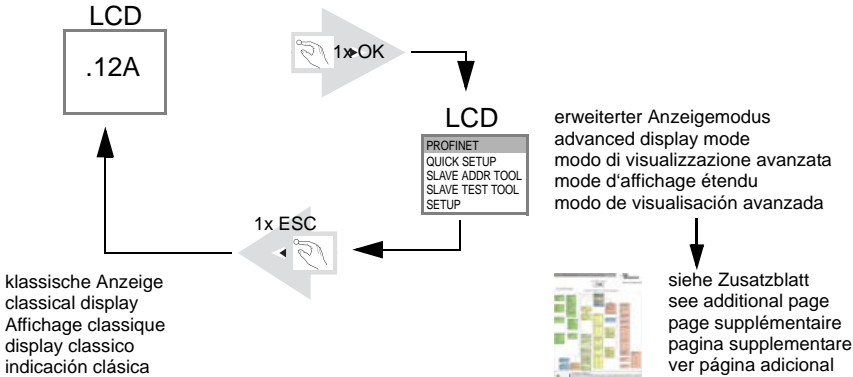 LCD
.12A
1x OK
LCD
PROFINET
QUICK SETUP
SLAVE ADDR TOOL
SLAVE TEST TOOL
SETUP
erweiterter Anzeigemodus
advanced display mode
modo di visualizzazione avanzata
mode d'affichage étendu
modo de visualisación avanzada
1x ESC
klassische Anzeige
classical display
Affichage classique
display classico
indicación clásica
siehe Zusatzblatt
see additional page
page supplémentaire
pagina supplementare
ver página adicional